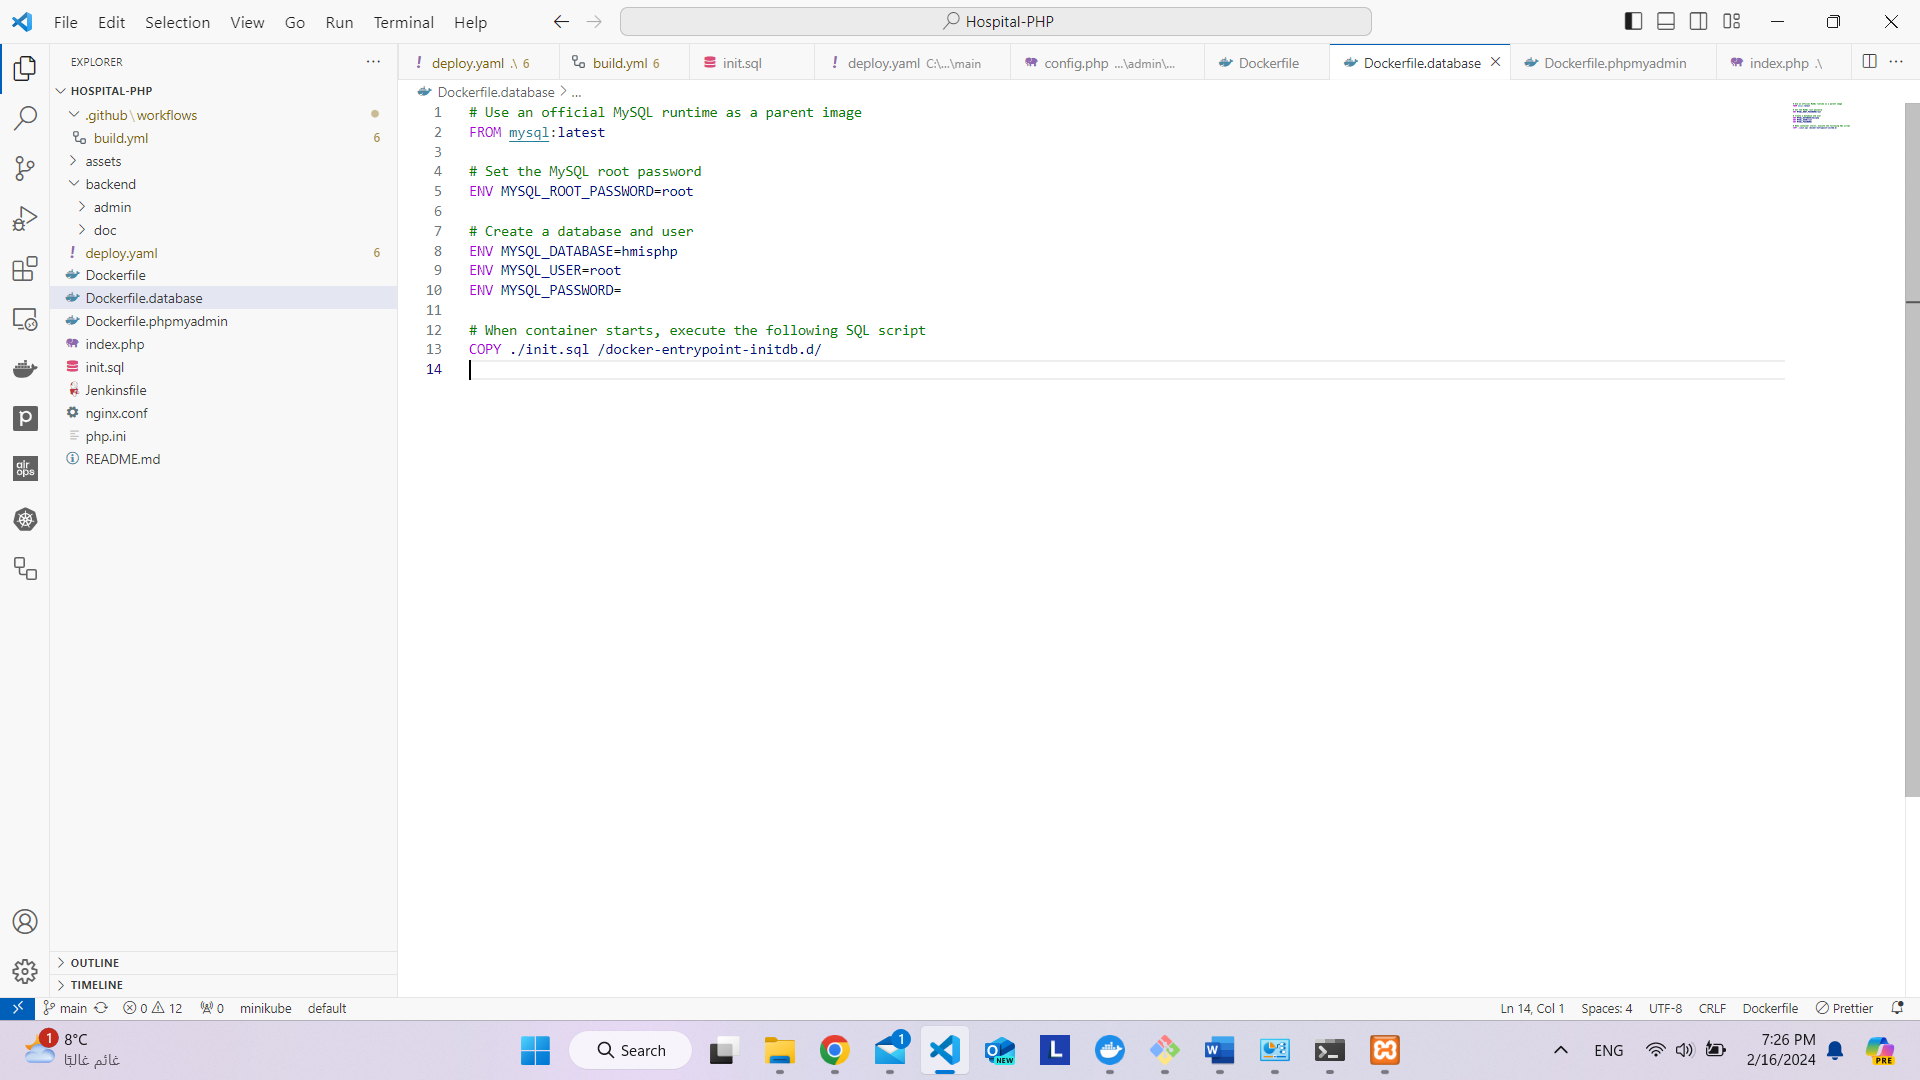 File Edit Selection View Go Run Terminal Help
Hospital-PHP
EXPLORER
HOSPITAL-PHP
.github\workflows
build.yml 6
assets
backend
admin
doc
deploy.yaml 6
Dockerfile
Dockerfile.database
Dockerfile.phpmyadmin
index.php
init.sql
Jenkinsfile
nginx.conf
php.ini
README.md
OUTLINE
TIMELINE
deploy.yaml .\ 6
build.yml 6
init.sql
deploy.yaml C:\...\main
config.php ...\admin\...
Dockerfile
Dockerfile.database
Dockerfile.phpmyadmin
index.php .\
Dockerfile.database > ...
1 # Use an official MySQL runtime as a parent image
2 FROM mysql:latest
3
4 # Set the MySQL root password
5 ENV MYSQL_ROOT_PASSWORD=root
6
7 # Create a database and user
8 ENV MYSQL_DATABASE=hmisphp
9 ENV MYSQL_USER=root
10 ENV MYSQL_PASSWORD=
11
12 # When container starts, execute the following SQL script
13 COPY ./init.sql /docker-entrypoint-initdb.d/
14
main 0 12 0 minikube default
Ln 14, Col 1 Spaces: 4 UTF-8 CRLF Dockerfile Prettier
1
8°C
غائم غالبًا
Search
1
NEW
L
ENG
7:26 PM
2/16/2024
PRE
alr
ops